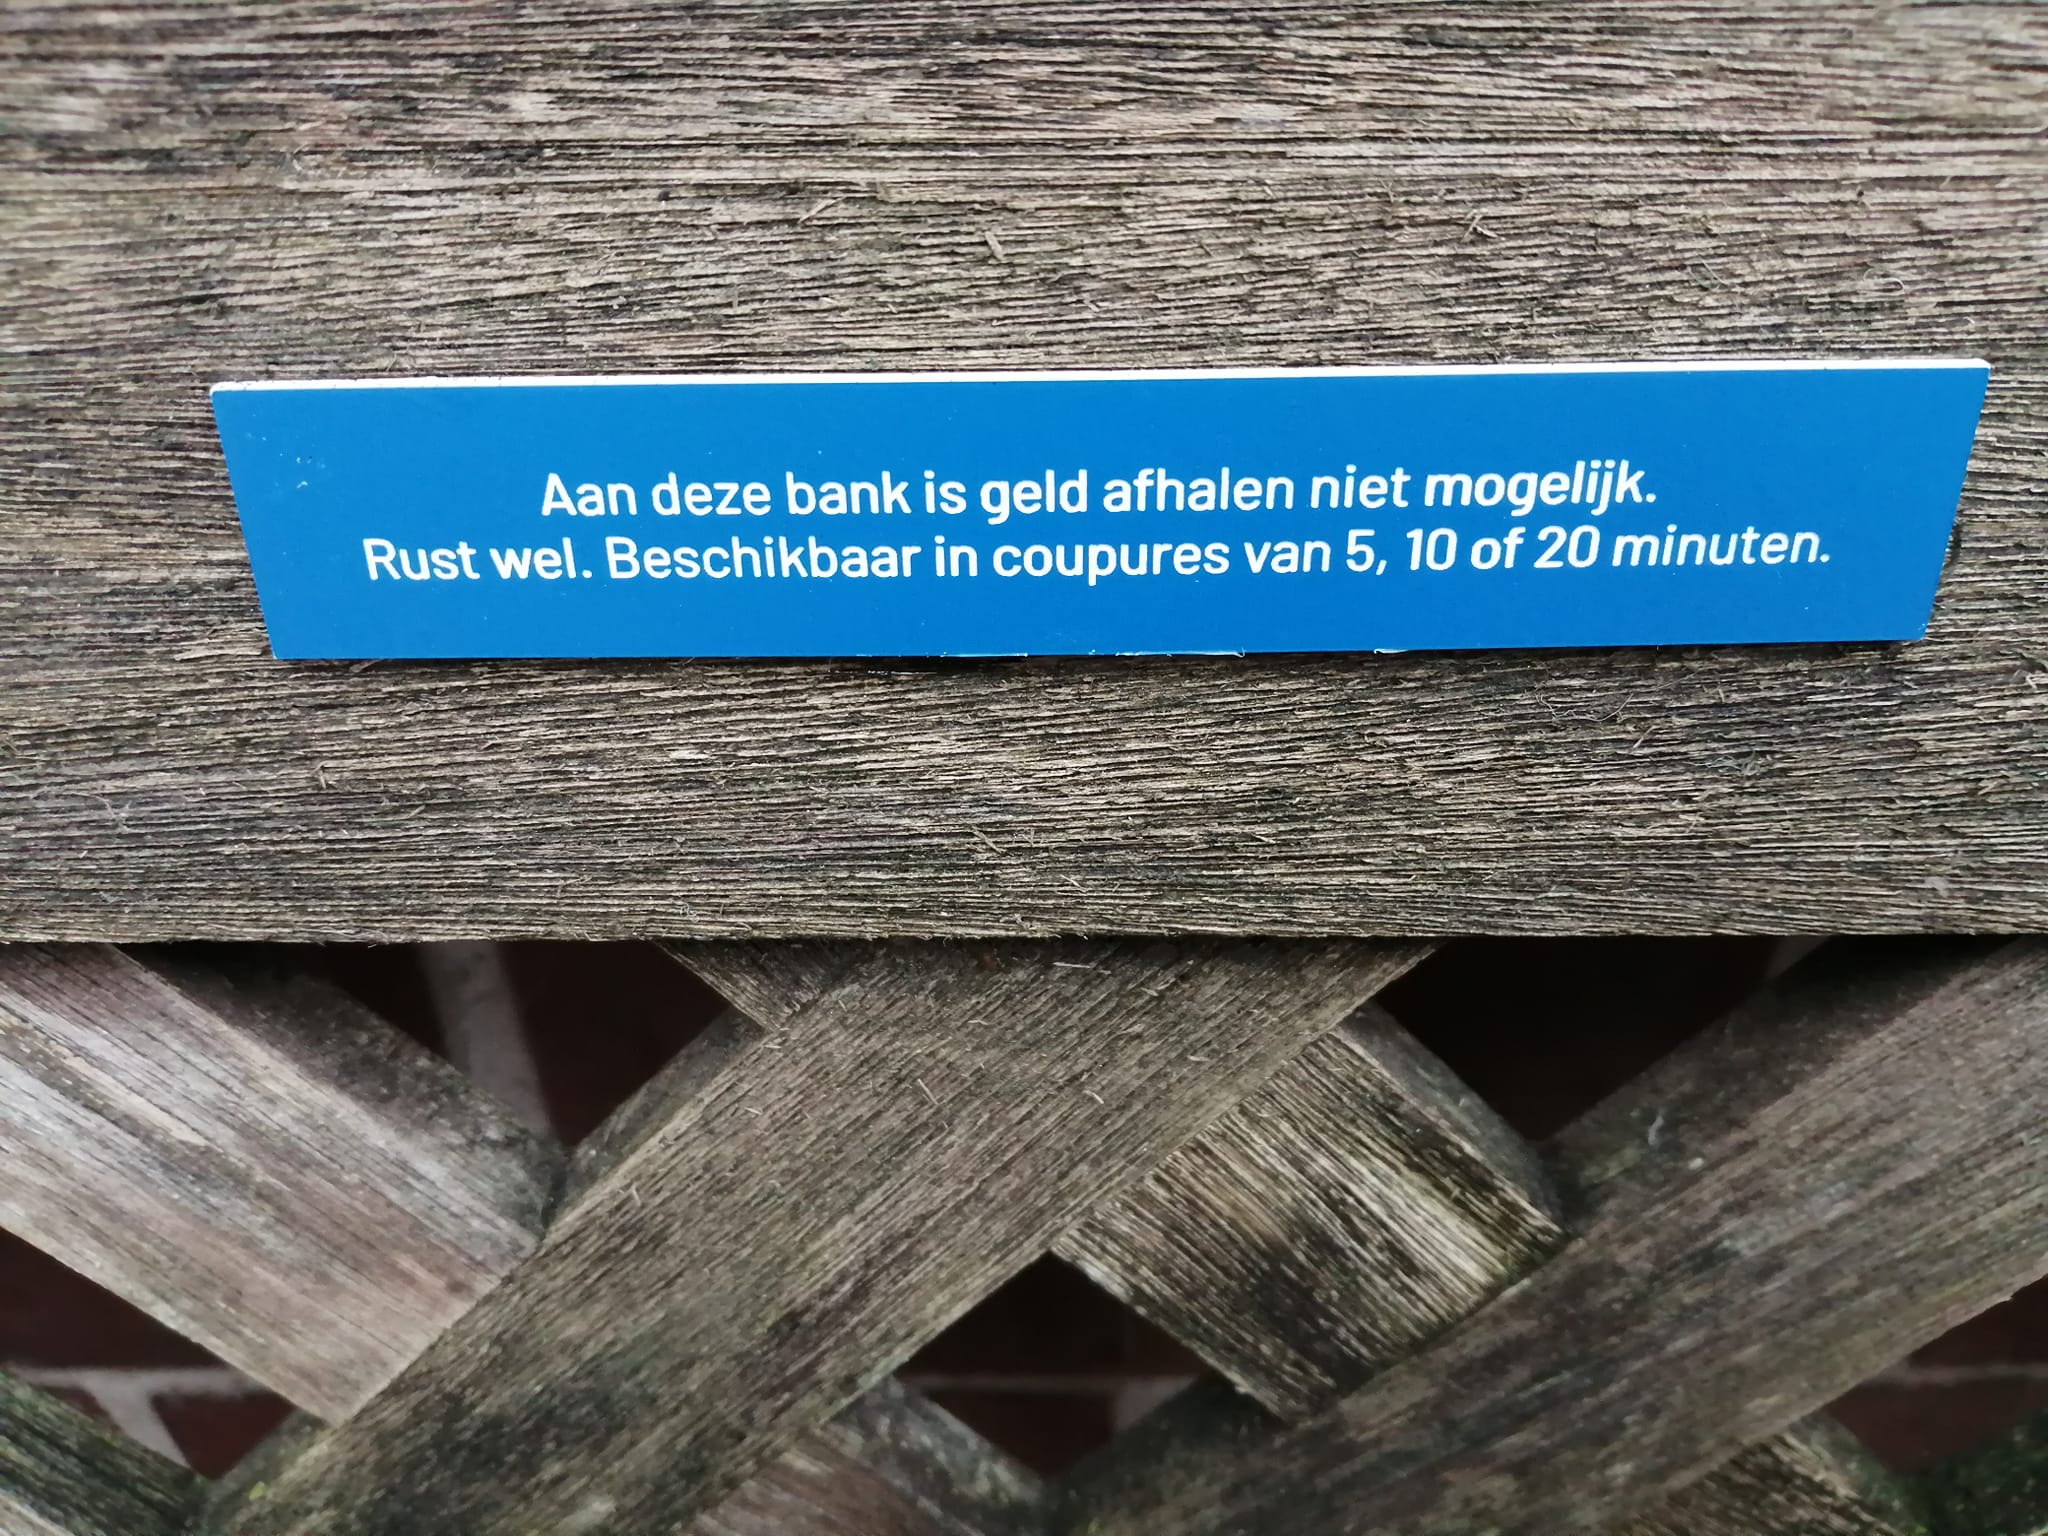 Aan deze bank is geld afhalen niet mogelijk.
Rust wel. Beschikbaar in coupures van 5, 10 of 20 minuten.